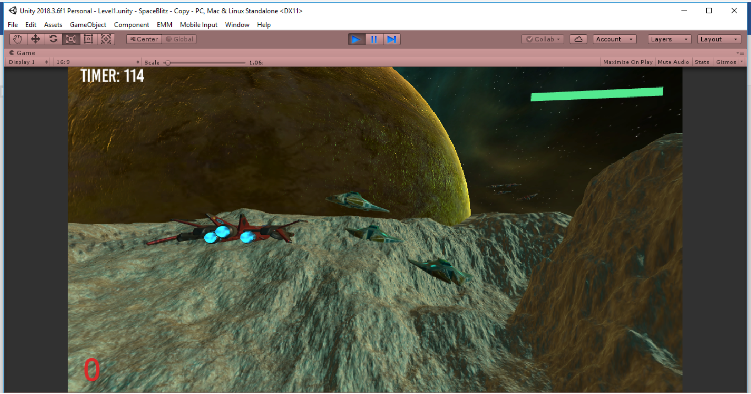 Unity 2018.3.6f1 Personal - Level1.unity - SpaceBlitz - Copy - PC, Mac & Linux Standalone <DX11>
File Edit Assets GameObject Component EMM Mobile Input Window Help
Center Global Collab Account Layers Layout
Game
Display 1 16:9 Scale 1.06 Maximize On Play Mute Audio Stats Gizmos
TIMER: 114
0